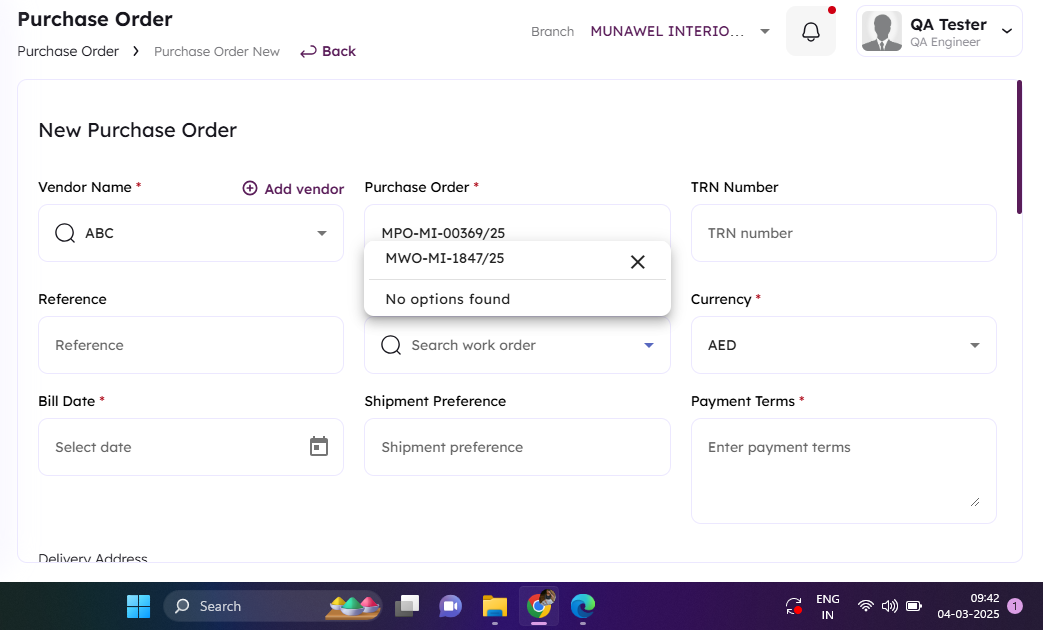 Purchase Order
Purchase Order > Purchase Order New Back
Branch MUNAWEL INTERIO...
QA Tester
QA Engineer
New Purchase Order
Vendor Name *
Add vendor
Purchase Order *
TRN Number
ABC
MPO-MI-00369/25
TRN number
MWO-MI-1847/25
No options found
Reference
Currency *
Reference
Search work order
AED
Bill Date *
Shipment Preference
Payment Terms *
Select date
Shipment preference
Enter payment terms
Delivery Address
Search
ENG
IN
09:42
04-03-2025
1